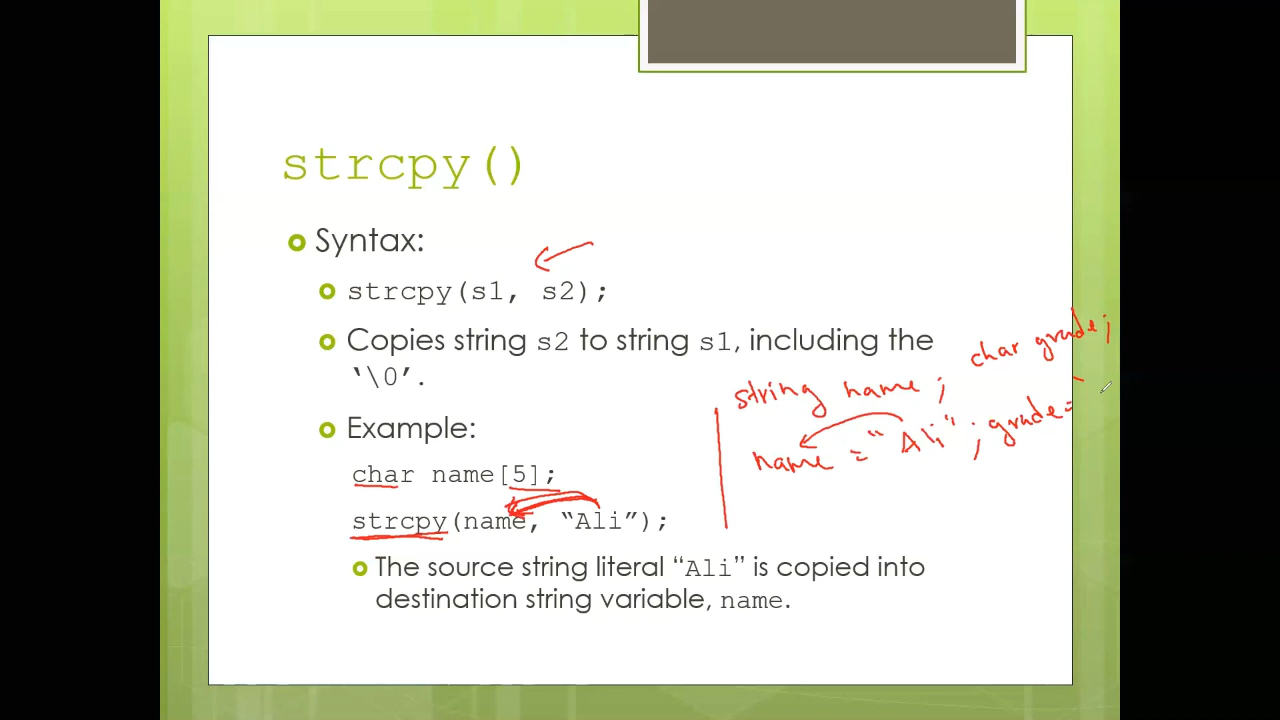 strcpy()
Syntax:
strcpy(s1, s2);
Copies string s2 to string s1, including the
‘\0’.
Example:
char name[5];
strcpy(name, “Ali”);
The source string literal “Ali” is copied into
destination string variable, name.
string name;
char grade;
name = “Ali”;
grade=